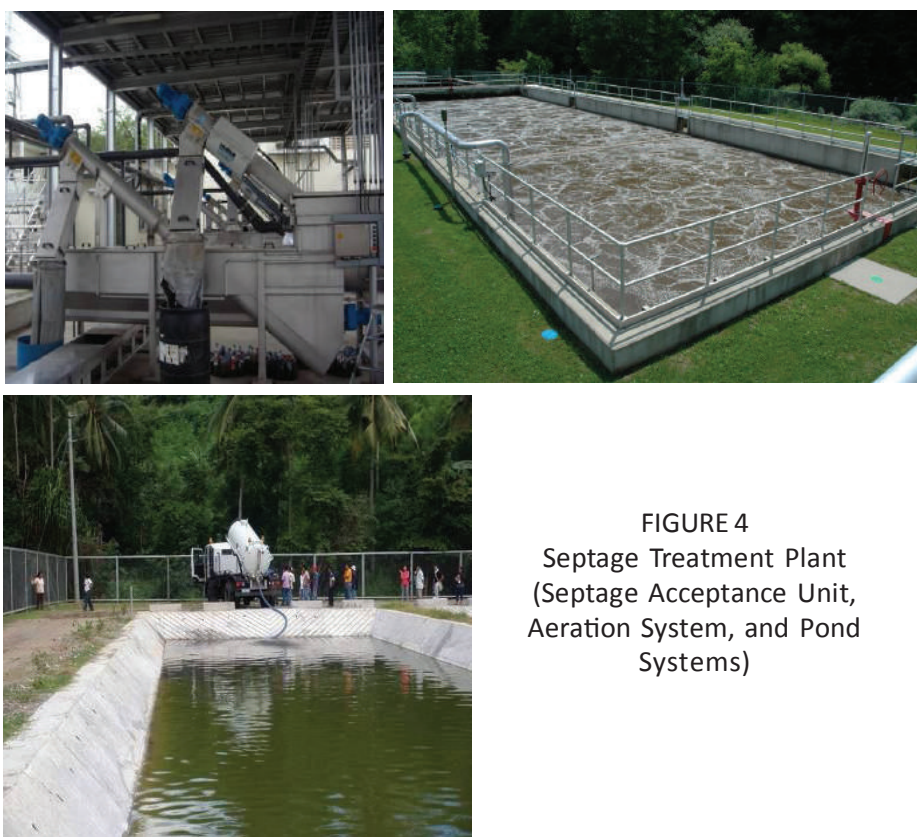 FIGURE 4
Septage Treatment Plant
(Septage Acceptance Unit,
Aeration System, and Pond
Systems)